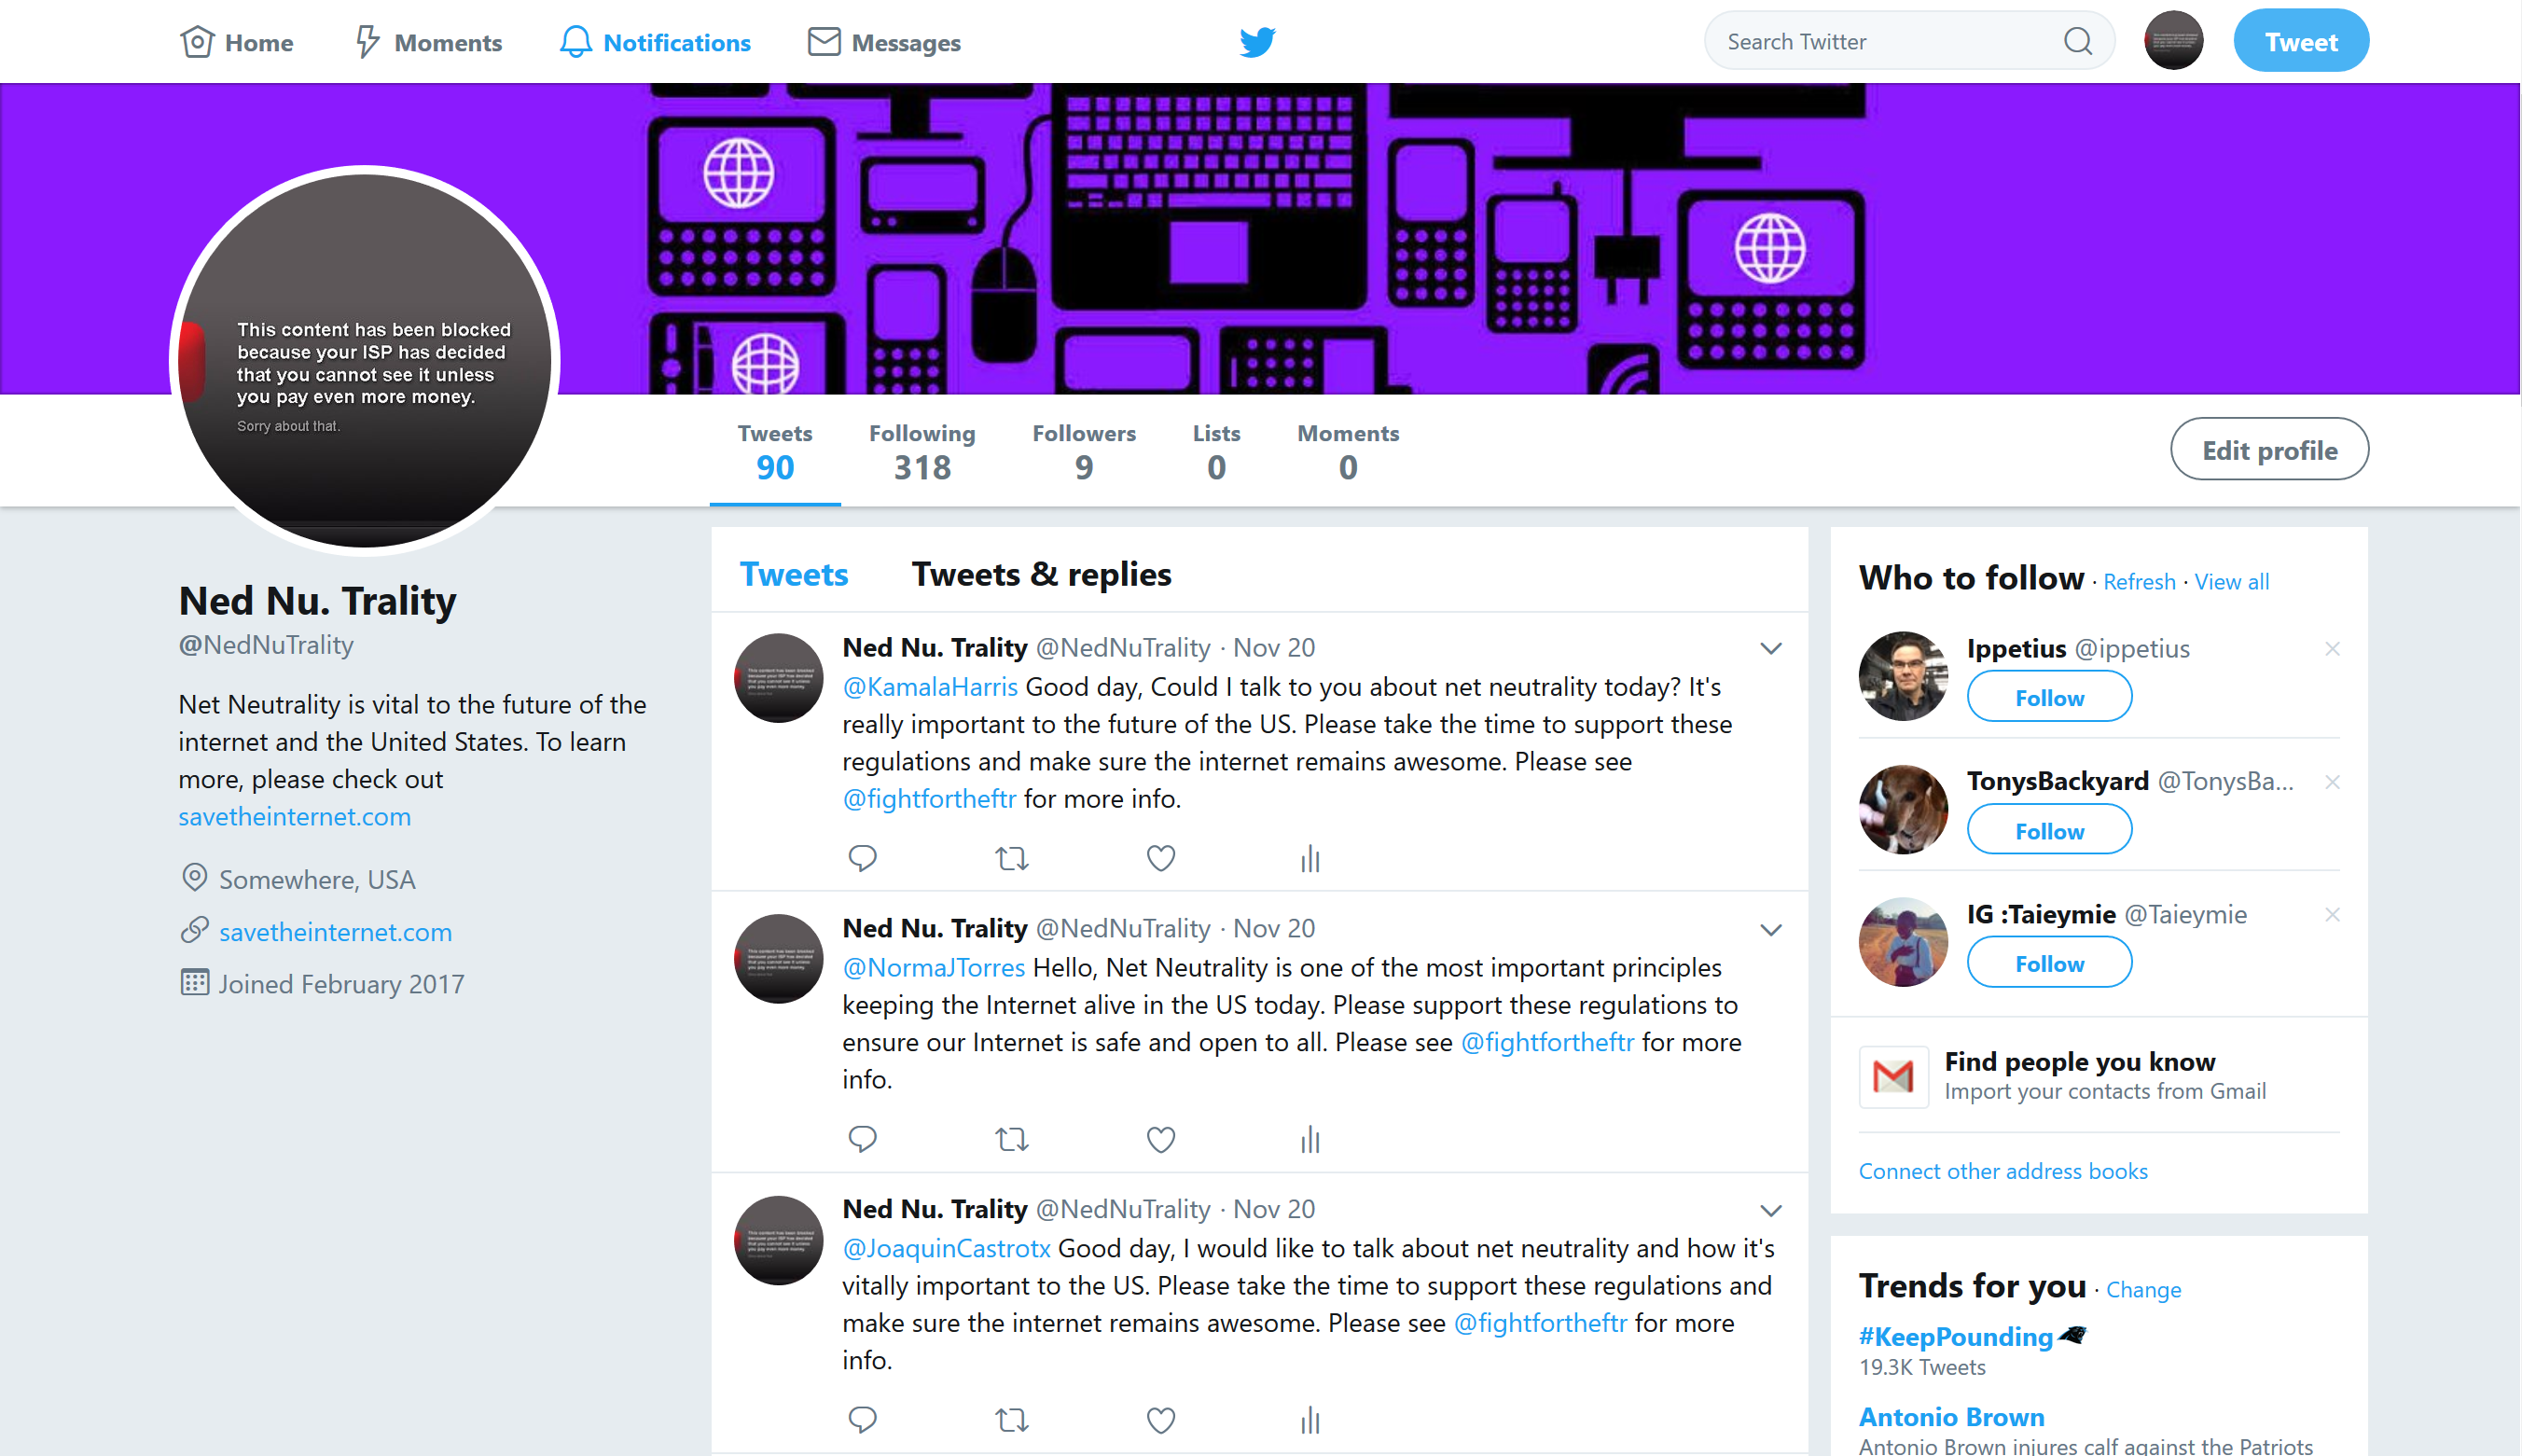 Home
Moments
Notifications
Messages
Search Twitter
Tweet
This content has been blocked
because your ISP has decided
that you cannot see it unless
you pay even more money.
Sorry about that.
Tweets
90
Following
318
Followers
9
Lists
0
Moments
0
Edit profile
Ned Nu. Trality
@NedNuTrality
Net Neutrality is vital to the future of the
internet and the United States. To learn
more, please check out
savetheinternet.com
Somewhere, USA
savetheinternet.com
Joined February 2017
Tweets
Tweets & replies
Ned Nu. Trality @NedNuTrality · Nov 20
@KamalaHarris Good day, Could I talk to you about net neutrality today? It's
really important to the future of the US. Please take the time to support these
regulations and make sure the internet remains awesome. Please see
@fightfortheftr for more info.
Ned Nu. Trality @NedNuTrality · Nov 20
@NormaJTorres Hello, Net Neutrality is one of the most important principles
keeping the Internet alive in the US today. Please support these regulations to
ensure our Internet is safe and open to all. Please see @fightfortheftr for more
info.
Ned Nu. Trality @NedNuTrality · Nov 20
@JoaquinCastrotx Good day, I would like to talk about net neutrality and how it's
vitally important to the US. Please take the time to support these regulations and
make sure the internet remains awesome. Please see @fightfortheftr for more
info.
Who to follow · Refresh · View all
Ippetius @ippetius
Follow
TonysBackyard @TonysBa...
Follow
IG :Taieymie @Taieymie
Follow
Find people you know
Import your contacts from Gmail
Connect other address books
Trends for you · Change
#KeepPounding
19.3K Tweets
Antonio Brown
Antonio Brown injures calf against the Patriots